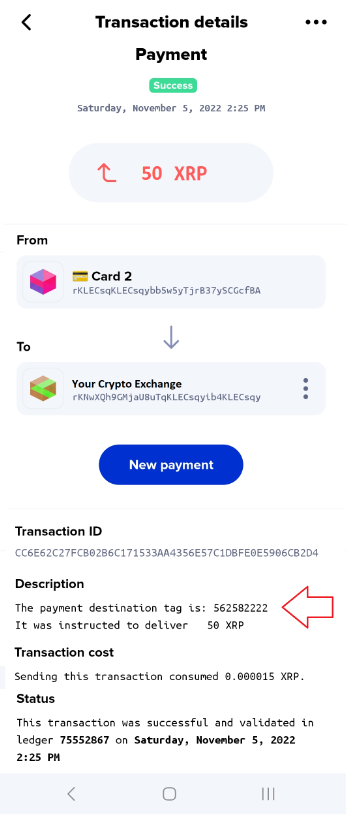 Transaction details
Payment
Success
Saturday, November 5, 2022 2:25 PM
50 XRP
From
Card 2
rKLECsqKLECsqybb5w5yTjrB37ySCGcfBA
To
Your Crypto Exchange
rKNwXQh9GMjaU8uTqKLECsqyib4KLECsqy
New payment
Transaction ID
CC6E62C27FCB02B6C171533AA4356E57C1DBFE0E5906CB2D4
Description
The payment destination tag is: 562582222
It was instructed to deliver 50 XRP
Transaction cost
Sending this transaction consumed 0.000015 XRP.
Status
This transaction was successful and validated in
ledger 75552867 on Saturday, November 5, 2022
2:25 PM